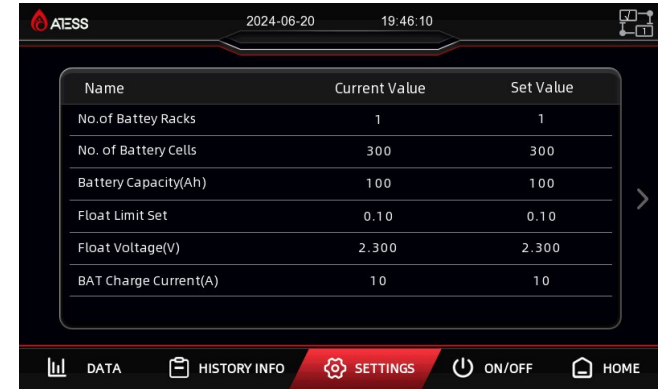 ATESS 2024-06-20 19:46:10
1
Name Current Value Set Value
No.of Battey Racks 1 1
No. of Battery Cells 300 300
Battery Capacity(Ah) 100 100
Float Limit Set 0.10 0.10
Float Voltage(V) 2.300 2.300
BAT Charge Current(A) 10 10
DATA HISTORY INFO SETTINGS ON/OFF HOME